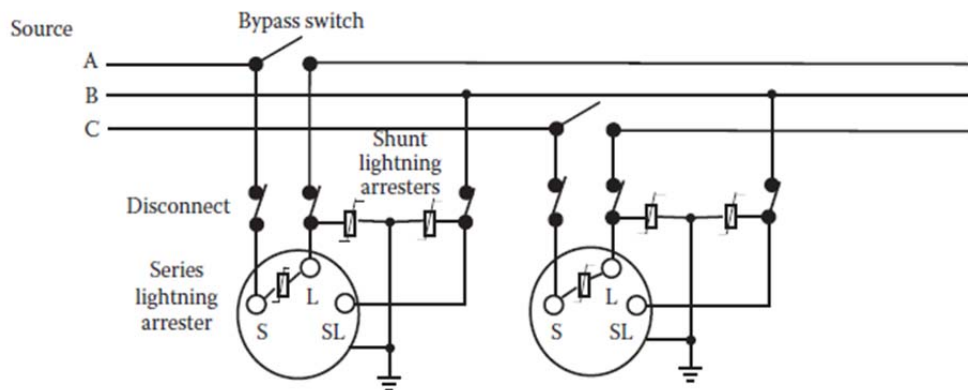 Bypass switch
Source
A
B
C
Shunt
lightning
arresters
Disconnect
Series
lightning
arrester
S
L
SL
S
L
SL